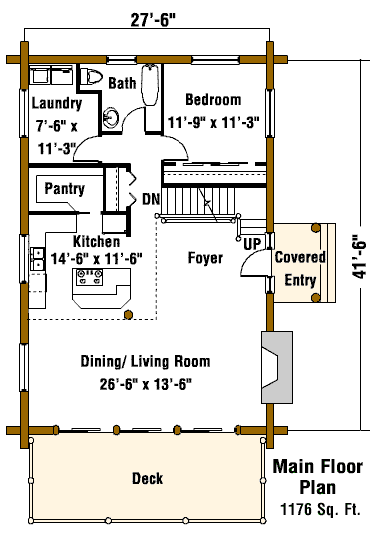 27'-6"
Bath
Laundry
7'-6" x
11'-3"
Bedroom
11'-9" x 11'-3"
Pantry
DN
Kitchen
14'-6" x 11'-6"
Foyer
UP
Covered
Entry
41'-6"
Dining/ Living Room
26'-6" x 13'-6"
Deck
Main Floor
Plan
1176 Sq. Ft.